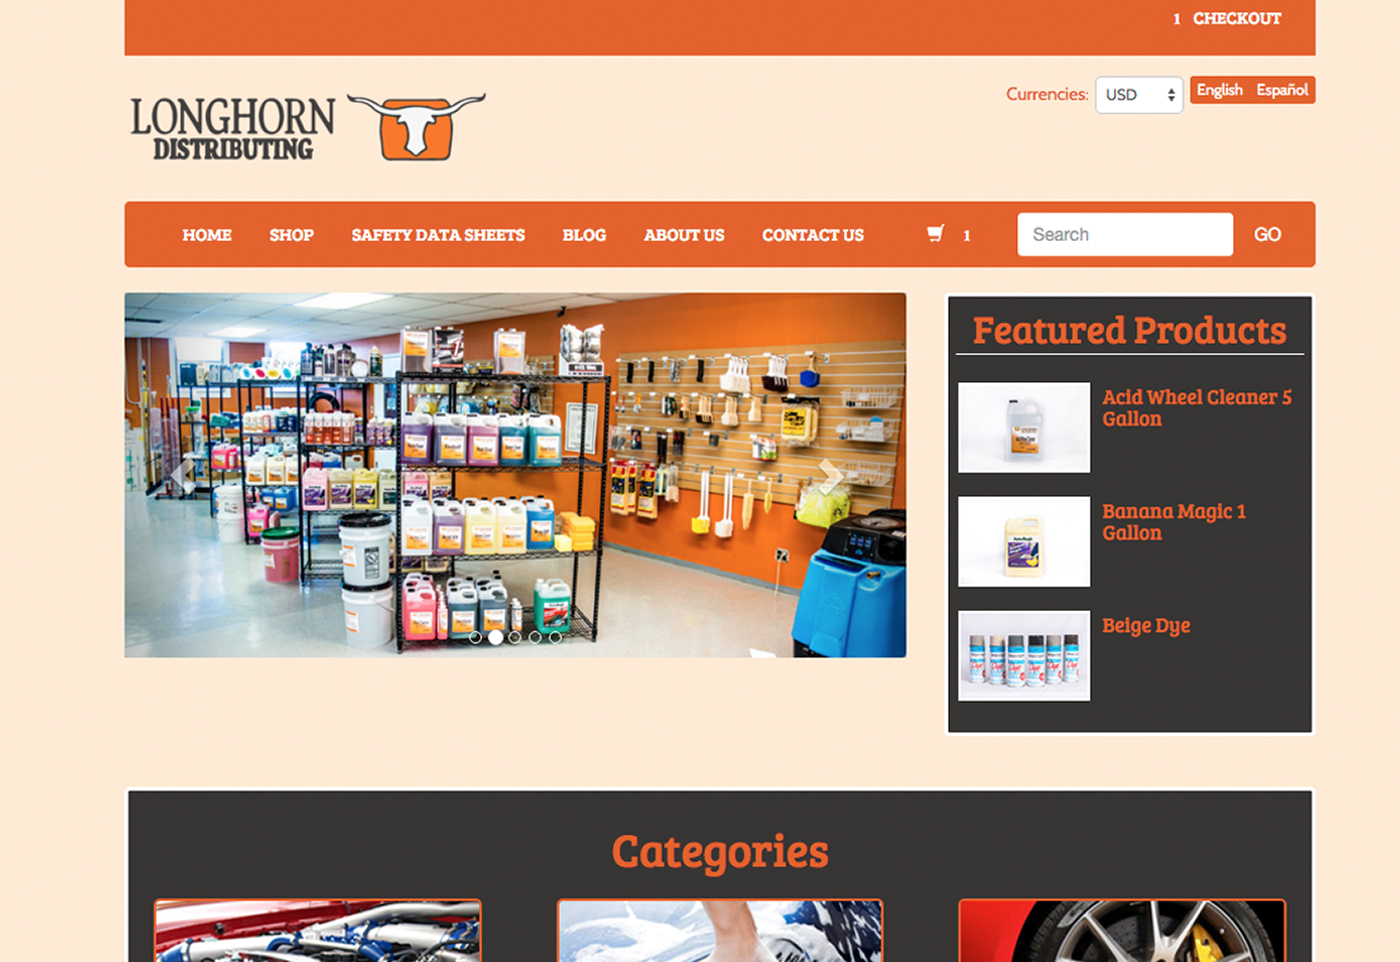 1 CHECKOUT
Currencies: USD English Español
LONGHORN
DISTRIBUTING
HOME SHOP SAFETY DATA SHEETS BLOG ABOUT US CONTACT US 1 Search GO
Featured Products
Acid Wheel Cleaner 5
Gallon
Banana Magic 1
Gallon
Beige Dye
Categories